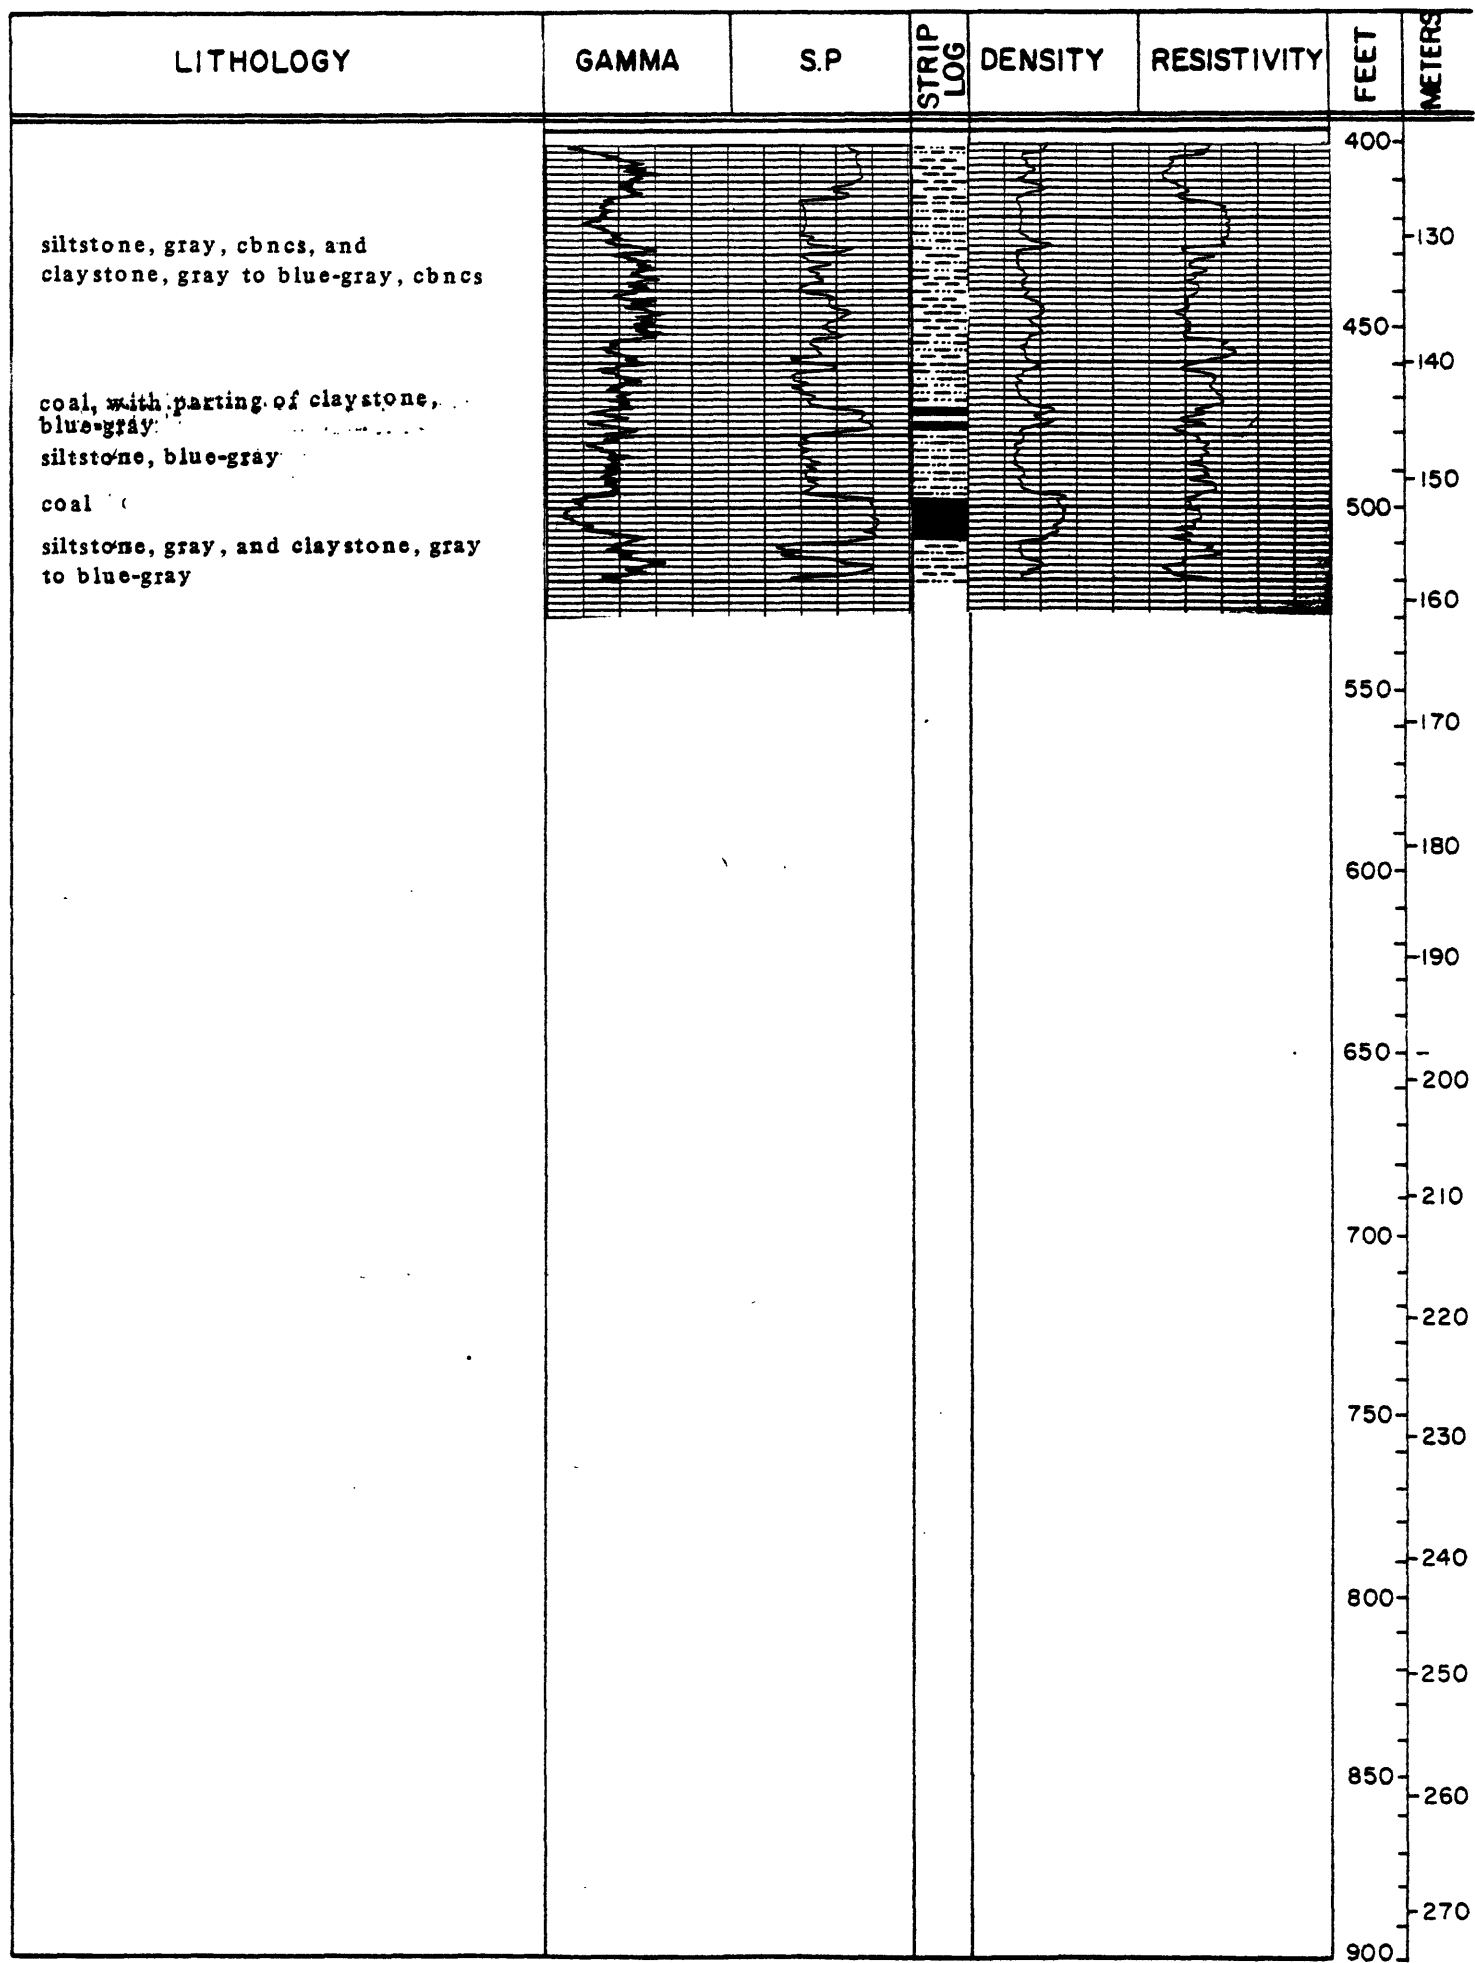 LITHOLOGY
GAMMA
S.P
STRIP LOG
DENSITY
RESISTIVITY
FEET
METERS
siltstone, gray, cbncs, and
claystone, gray to blue-gray, cbncs
coal, with parting of claystone,
blue-gray
siltstone, blue-gray
coal
siltstone, gray, and claystone, gray
to blue-gray
400
130
450
140
150
500
160
550
170
180
600
190
650
200
210
700
220
750
230
240
800
250
850
260
270
900